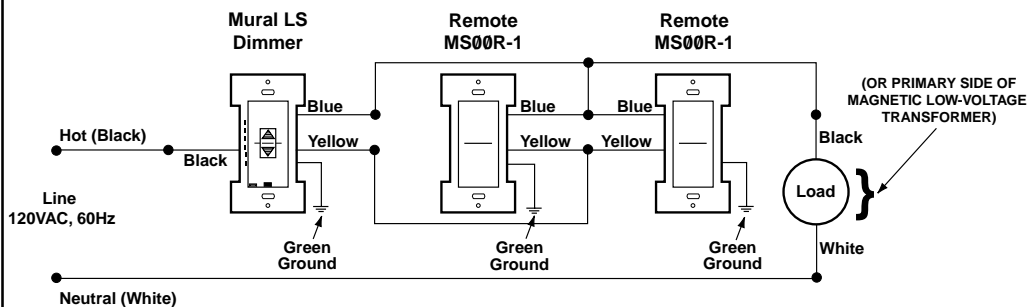 Mural LS
Dimmer
Remote
MS00R-1
Remote
MS00R-1
(OR PRIMARY SIDE OF
MAGNETIC LOW-VOLTAGE
TRANSFORMER)
Blue
Blue
Blue
Hot (Black)
Black
Yellow
Yellow
Yellow
Black
Line
120VAC, 60Hz
Load
}
Green
Ground
Green
Ground
Green
Ground
White
Neutral (White)